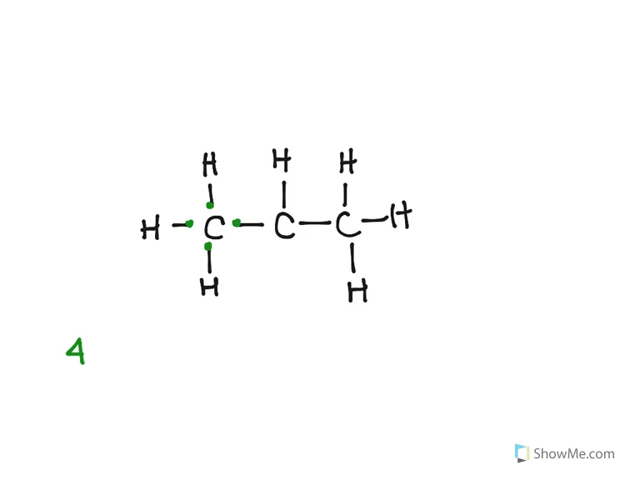 H H H
H - C - C - C - H
H H
4
ShowMe.com